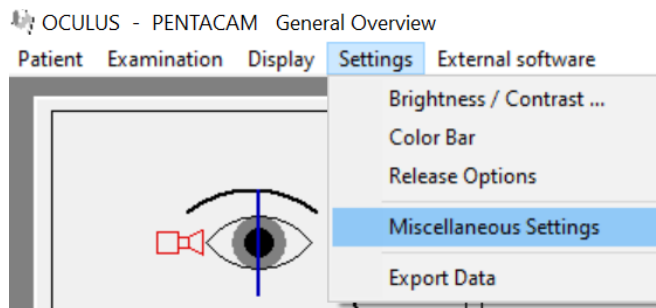 OCULUS - PENTACAM General Overview
Patient Examination Display Settings External software
Brightness / Contrast ...
Color Bar
Release Options
Miscellaneous Settings
Export Data